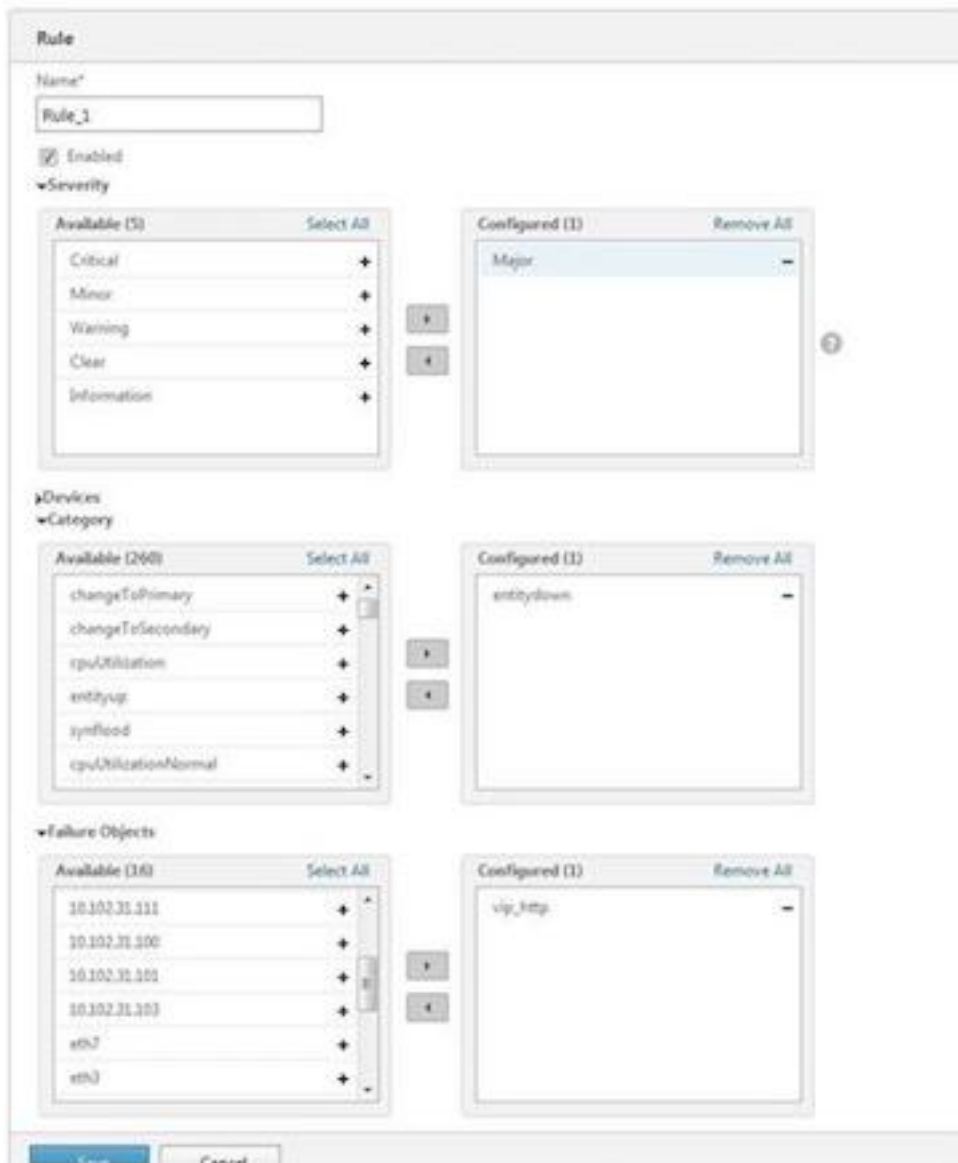 Rule
Name*
Rule_1
Enabled
Severity
Available (5) Select All
Configured (1) Remove All
Critical
Minor
Warning
Clear
Information
Major
?
Devices
Category
Available (260) Select All
Configured (1) Remove All
changeToPrimary
changeToSecondary
cpuUtilization
entityup
synflood
cpuUtilizationNormal
entitydown
Failure Objects
Available (16) Select All
Configured (1) Remove All
10.102.31.111
10.102.31.100
10.102.31.101
10.102.31.103
eth7
eth3
vip_http
Save Cancel